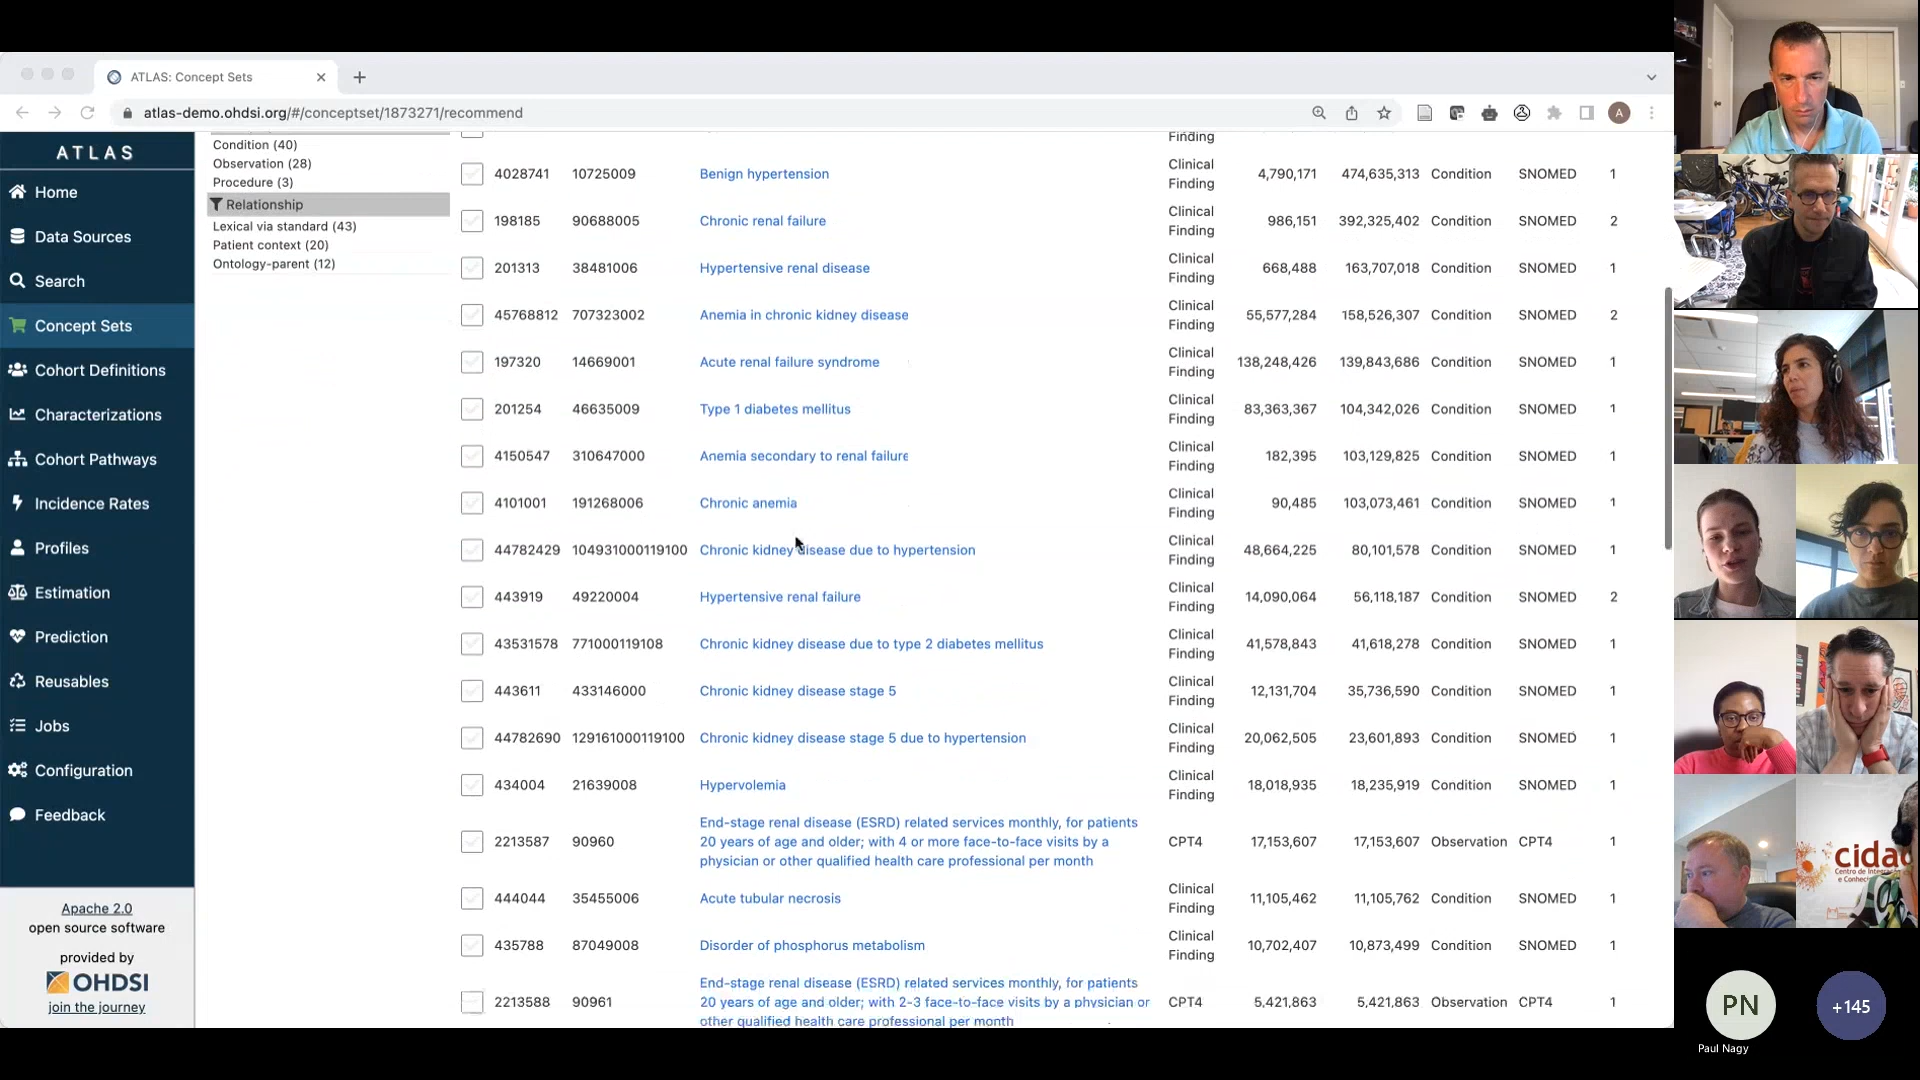 ATLAS: Concept Sets
atlas-demo.ohdsi.org/#/conceptset/1873271/recommend
A
ATLAS
Home
Data Sources
Search
Concept Sets
Cohort Definitions
Characterizations
Cohort Pathways
Incidence Rates
Profiles
Estimation
Prediction
Reusables
Jobs
Configuration
Feedback
Apache 2.0
open source software
provided by
OHDSI
join the journey
Condition (40)
Observation (28)
Procedure (3)
Relationship
Lexical via standard (43)
Patient context (20)
Ontology-parent (12)
Finding
4028741 10725009 Benign hypertension Clinical Finding 4,790,171 474,635,313 Condition SNOMED 1
198185 90688005 Chronic renal failure Clinical Finding 986,151 392,325,402 Condition SNOMED 2
201313 38481006 Hypertensive renal disease Clinical Finding 668,488 163,707,018 Condition SNOMED 1
45768812 707323002 Anemia in chronic kidney disease Clinical Finding 55,577,284 158,526,307 Condition SNOMED 2
197320 14669001 Acute renal failure syndrome Clinical Finding 138,248,426 139,843,686 Condition SNOMED 1
201254 46635009 Type 1 diabetes mellitus Clinical Finding 83,363,367 104,342,026 Condition SNOMED 1
4150547 310647000 Anemia secondary to renal failure Clinical Finding 182,395 103,129,825 Condition SNOMED 1
4101001 191268006 Chronic anemia Clinical Finding 90,485 103,073,461 Condition SNOMED 1
44782429 104931000119100 Chronic kidney disease due to hypertension Clinical Finding 48,664,225 80,101,578 Condition SNOMED 1
443919 49220004 Hypertensive renal failure Clinical Finding 14,090,064 56,118,187 Condition SNOMED 2
43531578 771000119108 Chronic kidney disease due to type 2 diabetes mellitus Clinical Finding 41,578,843 41,618,278 Condition SNOMED 1
443611 433146000 Chronic kidney disease stage 5 Clinical Finding 12,131,704 35,736,590 Condition SNOMED 1
44782690 129161000119100 Chronic kidney disease stage 5 due to hypertension Clinical Finding 20,062,505 23,601,893 Condition SNOMED 1
434004 21639008 Hypervolemia Clinical Finding 18,018,935 18,235,919 Condition SNOMED 1
End-stage renal disease (ESRD) related services monthly, for patients
2213587 90960 20 years of age and older; with 4 or more face-to-face visits by a CPT4 17,153,607 17,153,607 Observation CPT4 1
physician or other qualified health care professional per month
444044 35455006 Acute tubular necrosis Clinical Finding 11,105,462 11,105,762 Condition SNOMED 1
435788 87049008 Disorder of phosphorus metabolism Clinical Finding 10,702,407 10,873,499 Condition SNOMED 1
End-stage renal disease (ESRD) related services monthly, for patients
2213588 90961 20 years of age and older; with 2-3 face-to-face visits by a physician or CPT4 5,421,863 5,421,863 Observation CPT4 1
other qualified health care professional per month
cidac
PN
Paul Nagy
+145